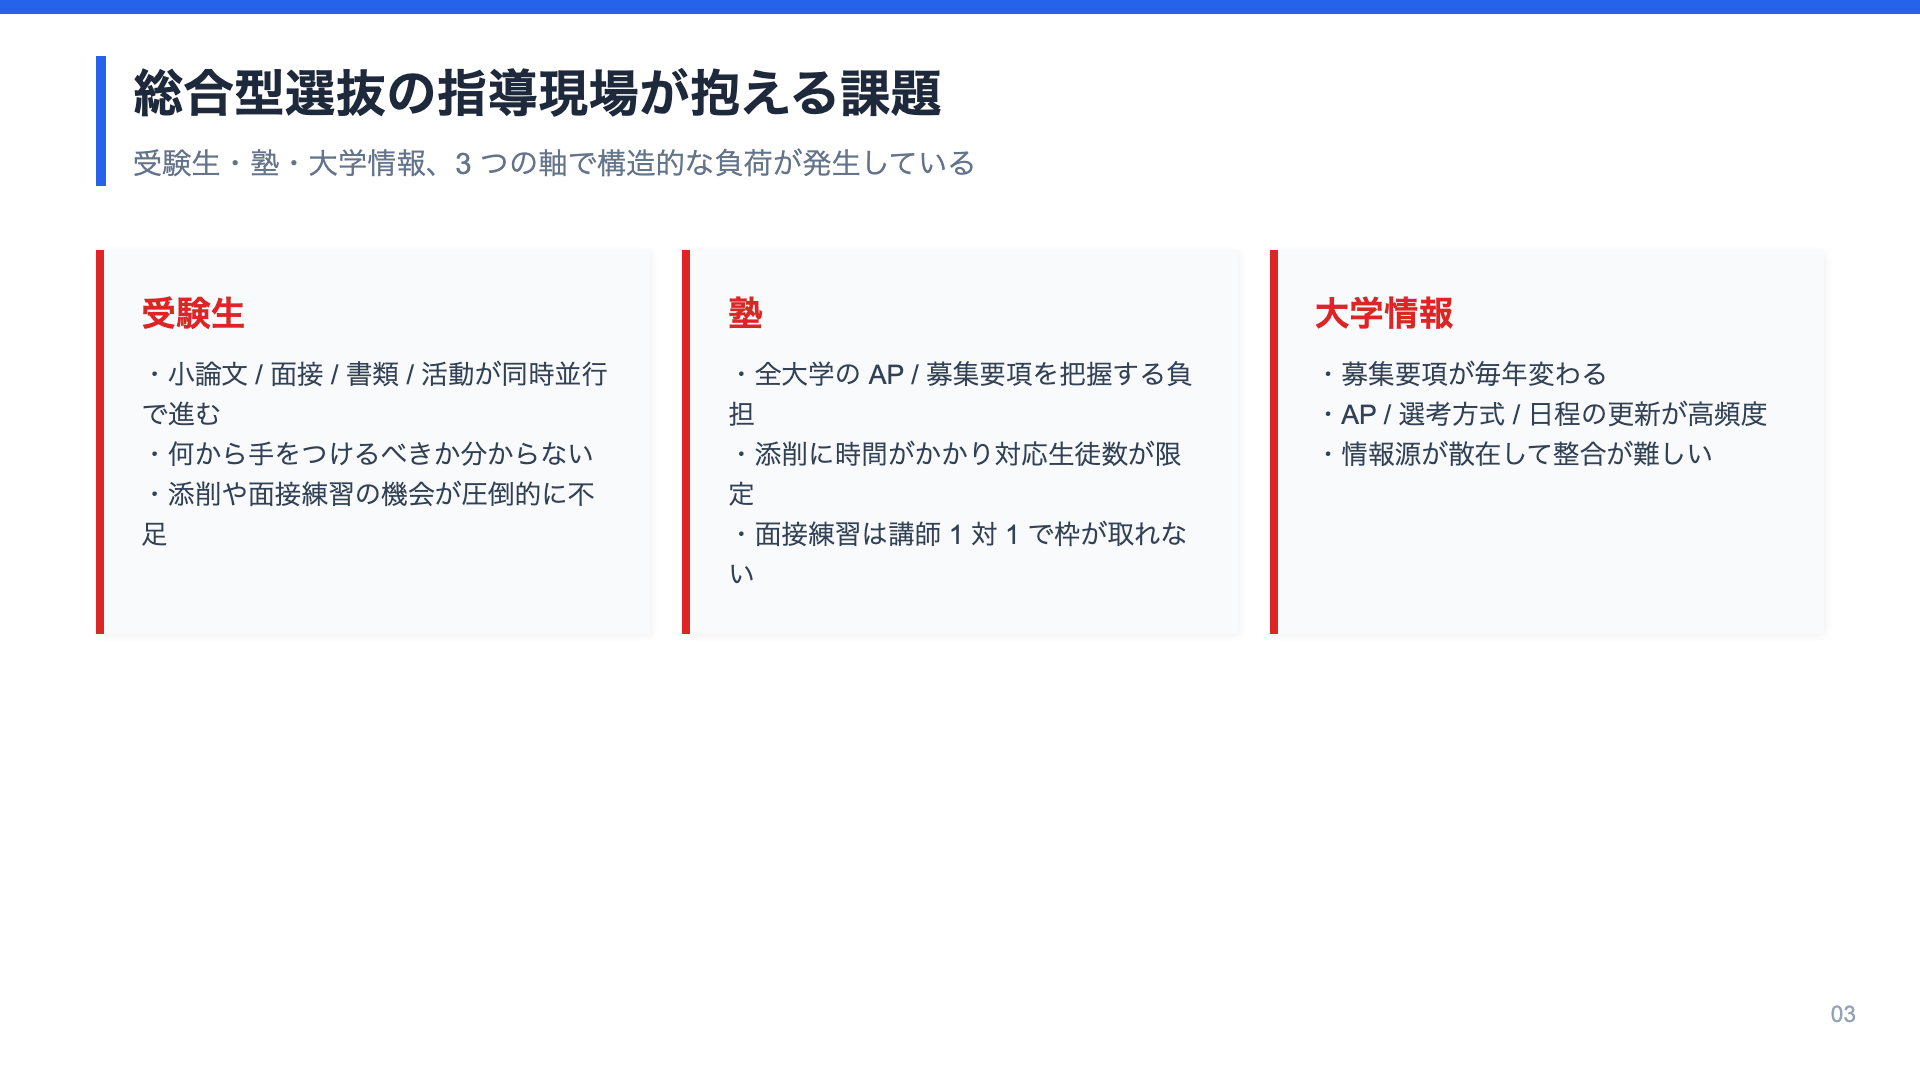 総合型選抜の指導現場が抱える課題
受験生・塾・大学情報、3 つの軸で構造的な負荷が発生している
受験生
・小論文 / 面接 / 書類 / 活動が同時並行
で進む
・何から手をつけるべきか分からない
・添削や面接練習の機会が圧倒的に不
足
塾
・全大学の AP / 募集要項を把握する負
担
・添削に時間がかかり対応生徒数が限
定
・面接練習は講師 1 対 1 で枠が取れな
い
大学情報
・募集要項が毎年変わる
・AP / 選考方式 / 日程の更新が高頻度
・情報源が散在して整合が難しい
03